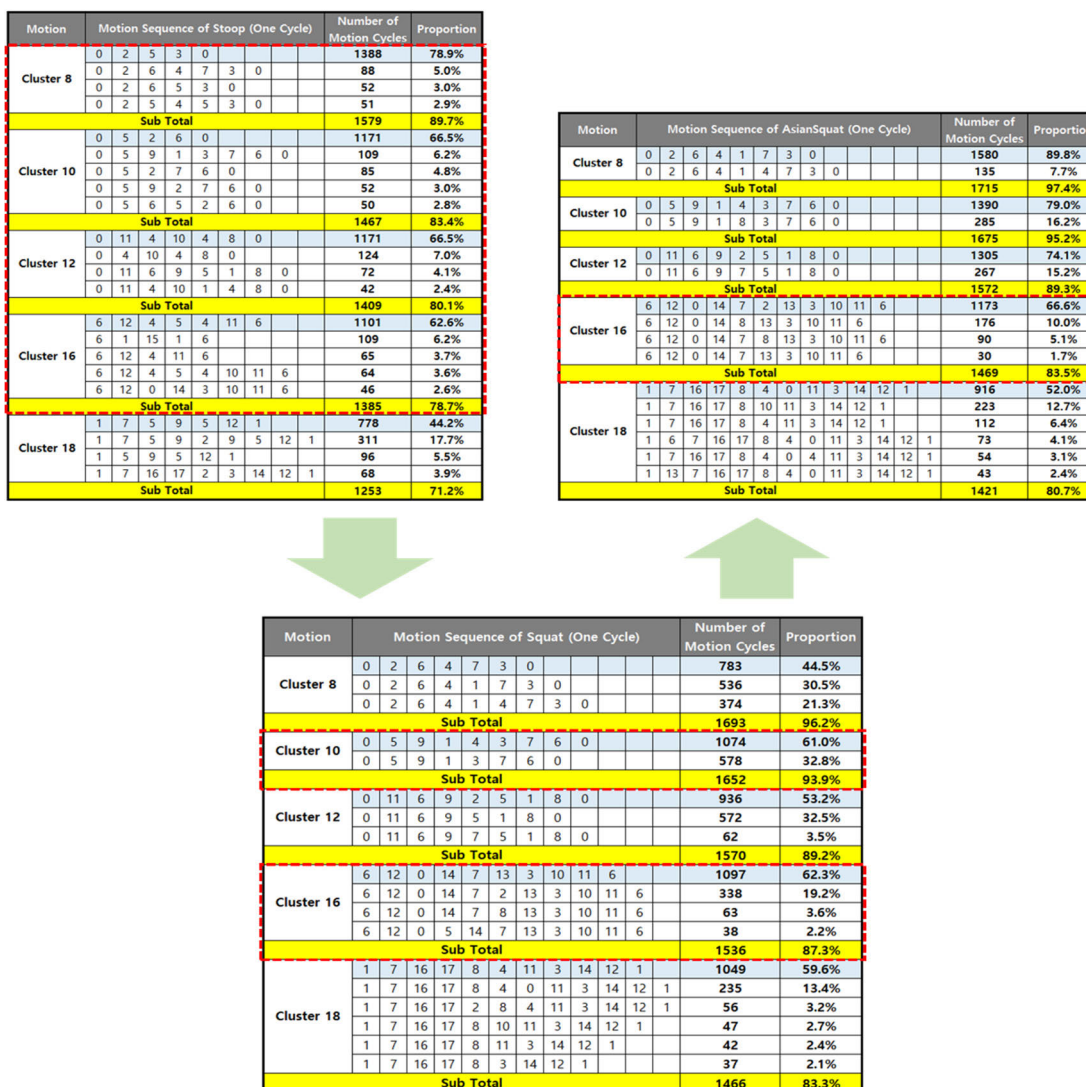 Motion Motion Sequence of Stoop (One Cycle) Number of Motion Cycles Proportion
Cluster 8
0 2 5 3 0 1388 78.9%
0 2 6 4 7 3 0 88 5.0%
0 2 6 5 3 0 52 3.0%
0 2 5 4 5 3 0 51 2.9%
Sub Total 1579 89.7%
Cluster 10
0 5 2 6 0 1171 66.5%
0 5 9 1 3 7 6 0 109 6.2%
0 5 2 7 6 0 85 4.8%
0 5 9 2 7 6 0 52 3.0%
0 5 6 5 2 6 0 50 2.8%
Sub Total 1467 83.4%
Cluster 12
0 11 4 10 4 8 0 1171 66.5%
0 4 10 4 8 0 124 7.0%
0 11 6 9 5 1 8 0 72 4.1%
0 11 4 10 1 4 8 0 42 2.4%
Sub Total 1409 80.1%
Cluster 16
6 12 4 5 4 11 6 1101 62.6%
6 1 15 1 6 109 6.2%
6 12 4 11 6 65 3.7%
6 12 4 5 4 10 11 6 64 3.6%
6 12 0 14 3 10 11 6 46 2.6%
Sub Total 1385 78.7%
Cluster 18
1 7 5 9 5 12 1 778 44.2%
1 7 5 9 2 9 5 12 1 311 17.7%
1 5 9 5 12 1 96 5.5%
1 7 16 17 2 3 14 12 1 68 3.9%
Sub Total 1253 71.2%
Motion Motion Sequence of AsianSquat (One Cycle) Number of Motion Cycles Proportio
Cluster 8
0 2 6 4 1 7 3 0 1580 89.8%
0 2 6 4 1 4 7 3 0 135 7.7%
Sub Total 1715 97.4%
Cluster 10
0 5 9 1 4 3 7 6 0 1390 79.0%
0 5 9 1 8 3 7 6 0 285 16.2%
Sub Total 1675 95.2%
Cluster 12
0 11 6 9 2 5 1 8 0 1305 74.1%
0 11 6 9 7 5 1 8 0 267 15.2%
Sub Total 1572 89.3%
Cluster 16
6 12 0 14 7 2 13 3 10 11 6 1173 66.6%
6 12 0 14 8 13 3 10 11 6 176 10.0%
6 12 0 14 7 8 13 3 10 11 6 90 5.1%
6 12 0 14 7 13 3 10 11 6 30 1.7%
Sub Total 1469 83.5%
Cluster 18
1 7 16 17 8 4 0 11 3 14 12 1 916 52.0%
1 7 16 17 8 10 11 3 14 12 1 223 12.7%
1 7 16 17 8 4 11 3 14 12 1 112 6.4%
1 6 7 16 17 8 4 0 11 3 14 12 1 73 4.1%
1 7 16 17 8 4 0 4 11 3 14 12 1 54 3.1%
1 13 7 16 17 8 4 0 11 3 14 12 1 43 2.4%
Sub Total 1421 80.7%
Motion Motion Sequence of Squat (One Cycle) Number of Motion Cycles Proportion
Cluster 8
0 2 6 4 7 3 0 783 44.5%
0 2 6 4 1 7 3 0 536 30.5%
0 2 6 4 1 4 7 3 0 374 21.3%
Sub Total 1693 96.2%
Cluster 10
0 5 9 1 4 3 7 6 0 1074 61.0%
0 5 9 1 3 7 6 0 578 32.8%
Sub Total 1652 93.9%
Cluster 12
0 11 6 9 2 5 1 8 0 936 53.2%
0 11 6 9 5 1 8 0 572 32.5%
0 11 6 9 7 5 1 8 0 62 3.5%
Sub Total 1570 89.2%
Cluster 16
6 12 0 14 7 13 3 10 11 6 1097 62.3%
6 12 0 14 7 2 13 3 10 11 6 338 19.2%
6 12 0 14 7 8 13 3 10 11 6 63 3.6%
6 12 0 5 14 7 13 3 10 11 6 38 2.2%
Sub Total 1536 87.3%
Cluster 18
1 7 16 17 8 4 11 3 14 12 1 1049 59.6%
1 7 16 17 8 4 0 11 3 14 12 1 235 13.4%
1 7 16 17 2 8 4 11 3 14 12 1 56 3.2%
1 7 16 17 8 10 11 3 14 12 1 47 2.7%
1 7 16 17 8 11 3 14 12 1 42 2.4%
1 7 16 17 8 3 14 12 1 37 2.1%
Sub Total 1466 83.3%